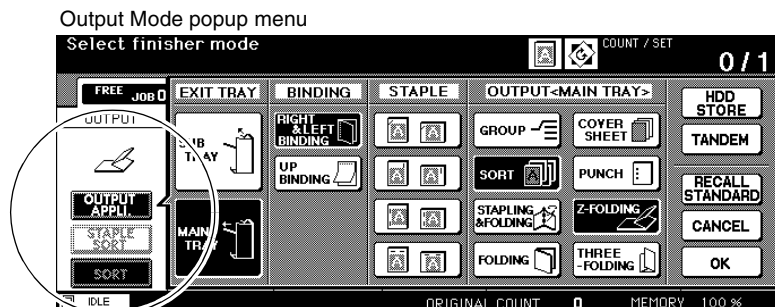 Output Mode popup menu
Select finisher mode
COUNT / SET
0/1
FREE JOB 0
OUTPUT
OUTPUT APPLI.
STAPLE SORT
SORT
IDLE
EXIT TRAY
SUB TRAY
MAIN TRAY
BINDING
RIGHT &LEFT BINDING
UP BINDING
STAPLE
OUTPUT<MAIN TRAY>
GROUP
COVER SHEET
SORT
PUNCH
STAPLING &FOLDING
Z-FOLDING
FOLDING
THREE -FOLDING
HDD STORE
TANDEM
RECALL STANDARD
CANCEL
OK
ORIGINAL COUNT 0 MEMORY 100 %